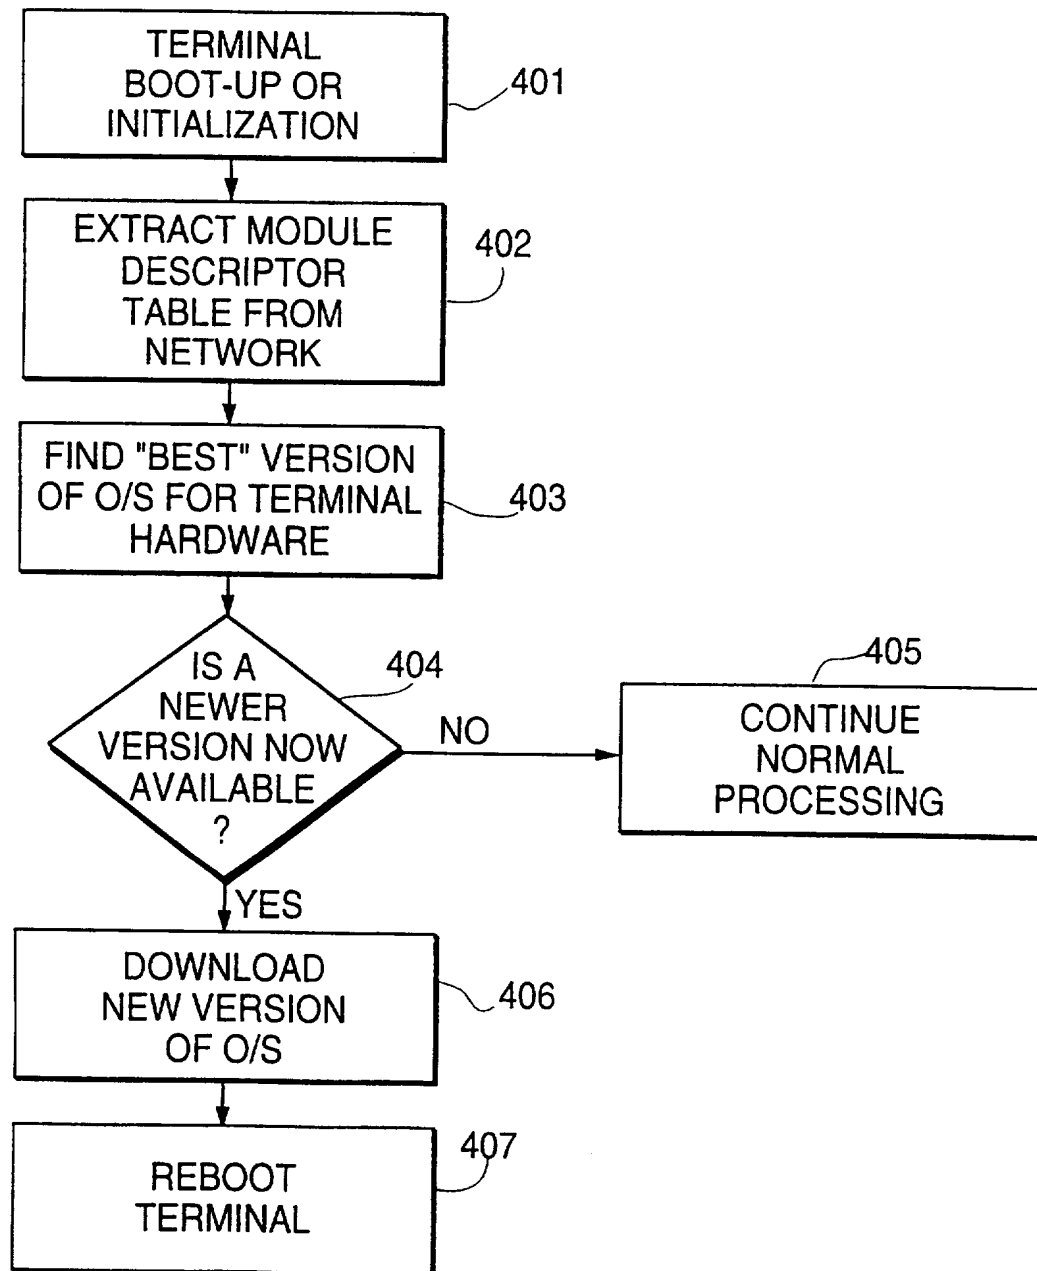 TERMINAL
BOOT-UP OR
INITIALIZATION
401
EXTRACT MODULE
DESCRIPTOR
TABLE FROM
NETWORK
402
FIND "BEST" VERSION
OF O/S FOR TERMINAL
HARDWARE
403
IS A
NEWER
VERSION NOW
AVAILABLE
?
404
NO
405
CONTINUE
NORMAL
PROCESSING
YES
DOWNLOAD
NEW VERSION
OF O/S
406
REBOOT
TERMINAL
407